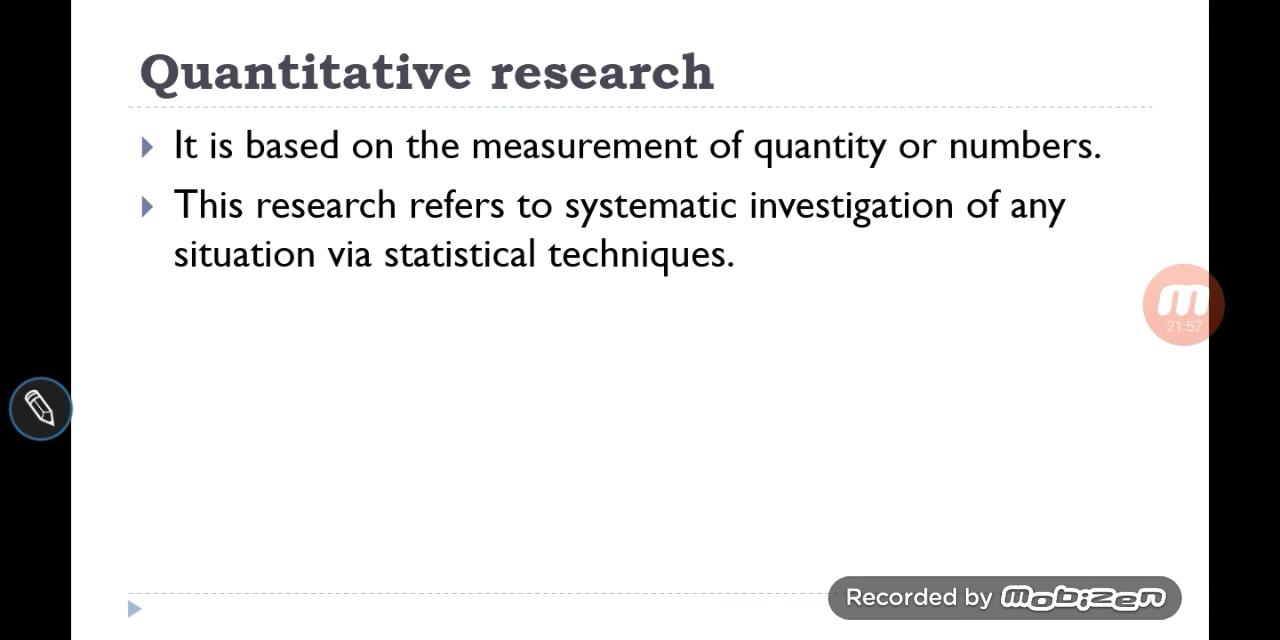 Quantitative research
It is based on the measurement of quantity or numbers.
This research refers to systematic investigation of any
situation via statistical techniques.
m
21:57
Recorded by mobizen